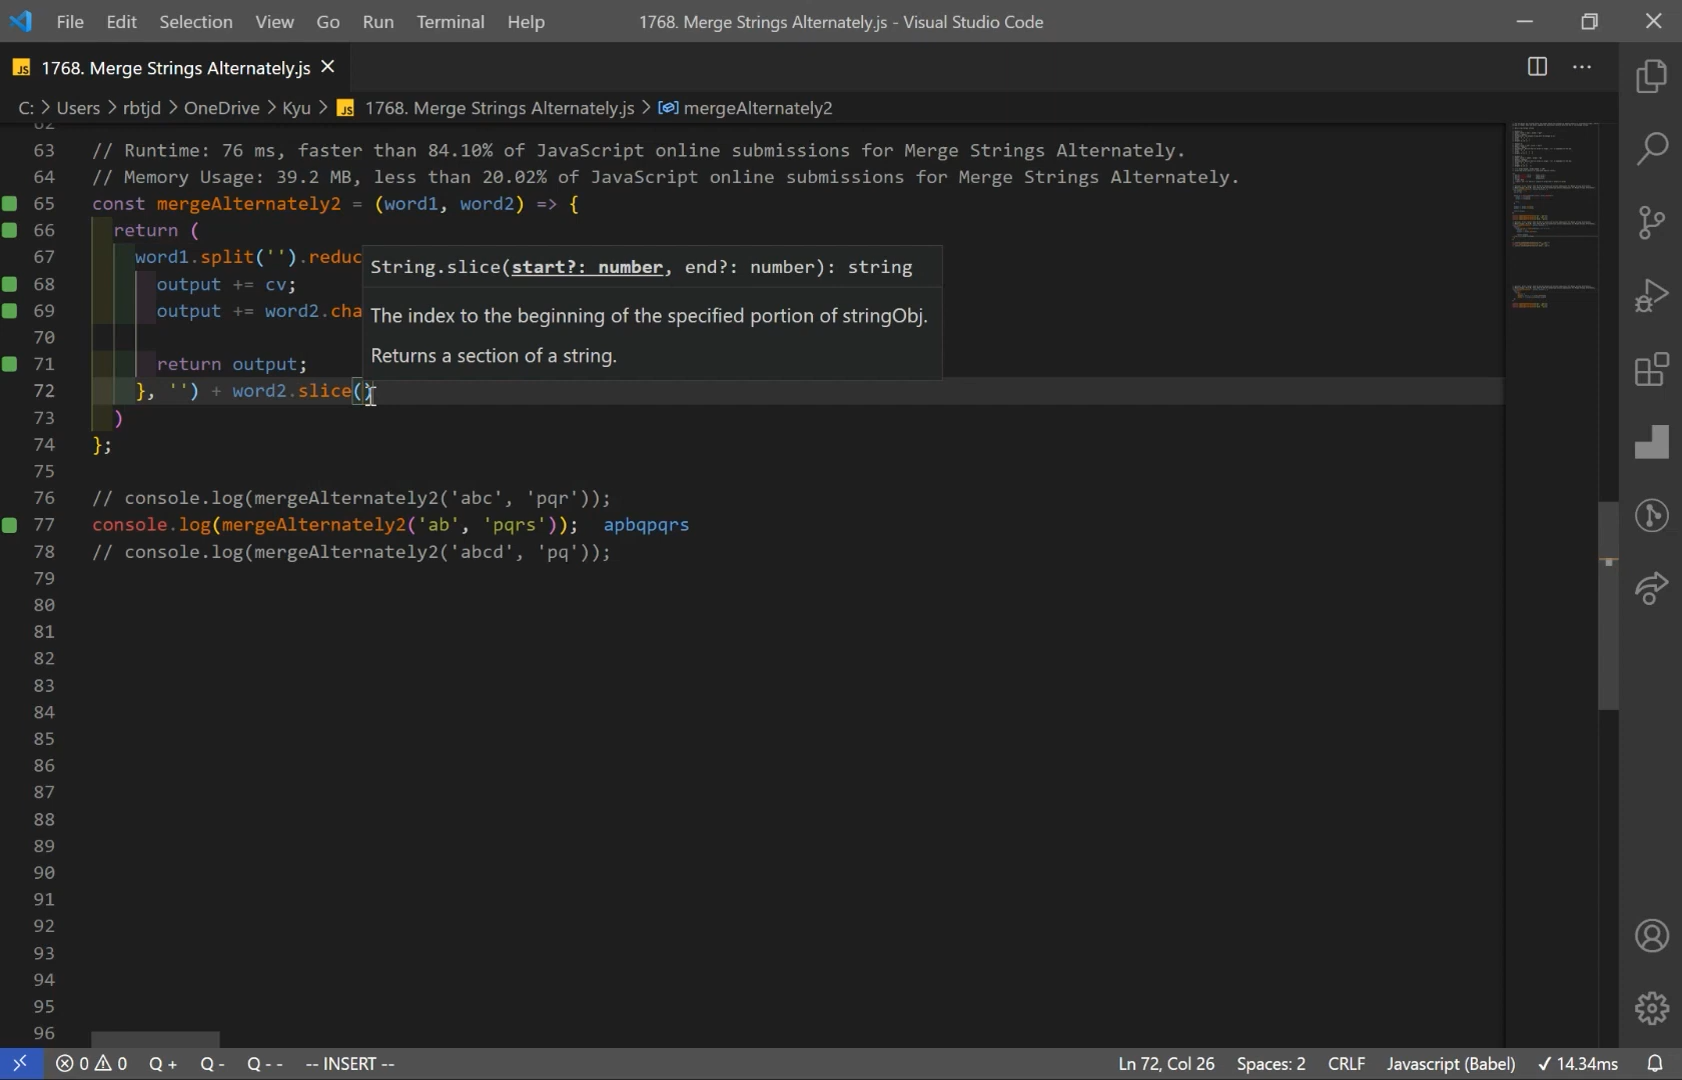 File Edit Selection View Go Run Terminal Help 1768. Merge Strings Alternately.js - Visual Studio Code
JS 1768. Merge Strings Alternately.js
C: > Users > rbtjd > OneDrive > Kyu > JS 1768. Merge Strings Alternately.js > mergeAlternately2
62
63 // Runtime: 76 ms, faster than 84.10% of JavaScript online submissions for Merge Strings Alternately.
64 // Memory Usage: 39.2 MB, less than 20.02% of JavaScript online submissions for Merge Strings Alternately.
65 const mergeAlternately2 = (word1, word2) => {
66 return (
67 word1.split('').reduc
String.slice(start?: number, end?: number): string
68 output += cv;
69 output += word2.cha
The index to the beginning of the specified portion of stringObj.
70
Returns a section of a string.
71 return output;
72 }, '') + word2.slice()
73 )
74 };
75
76 // console.log(mergeAlternately2('abc', 'pqr'));
77 console.log(mergeAlternately2('ab', 'pqrs')); apbqpqrs
78 // console.log(mergeAlternately2('abcd', 'pq'));
79
80
81
82
83
84
85
86
87
88
89
90
91
92
93
94
95
96
0 0 Q + Q - Q - - -- INSERT -- Ln 72, Col 26 Spaces: 2 CRLF Javascript (Babel) ✓ 14.34ms